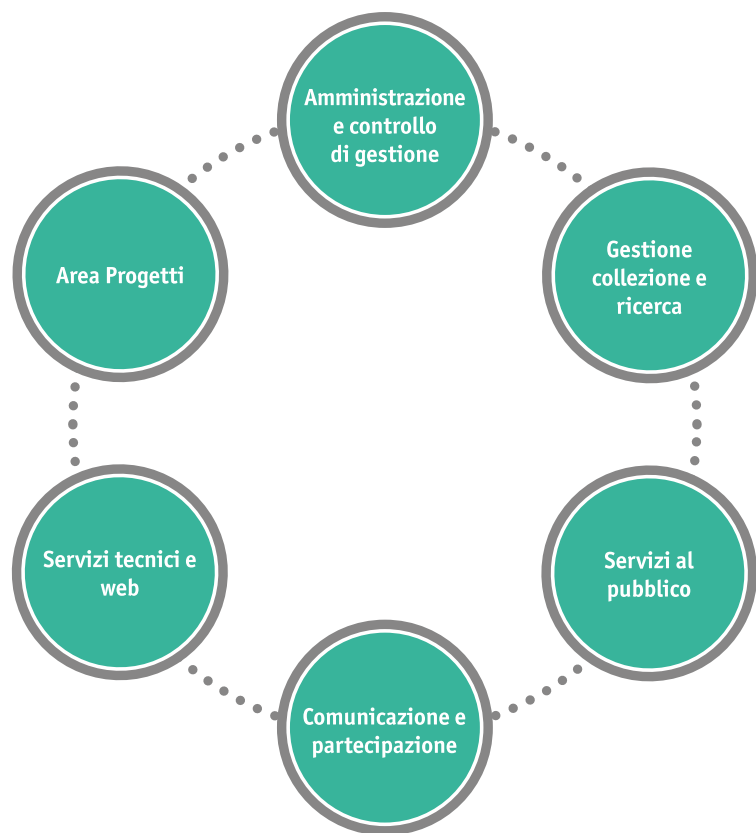 Amministrazione
e controllo
di gestione
Area Progetti
Gestione
collezione e
ricerca
Servizi tecnici e
web
Servizi al
pubblico
Comunicazione e
partecipazione